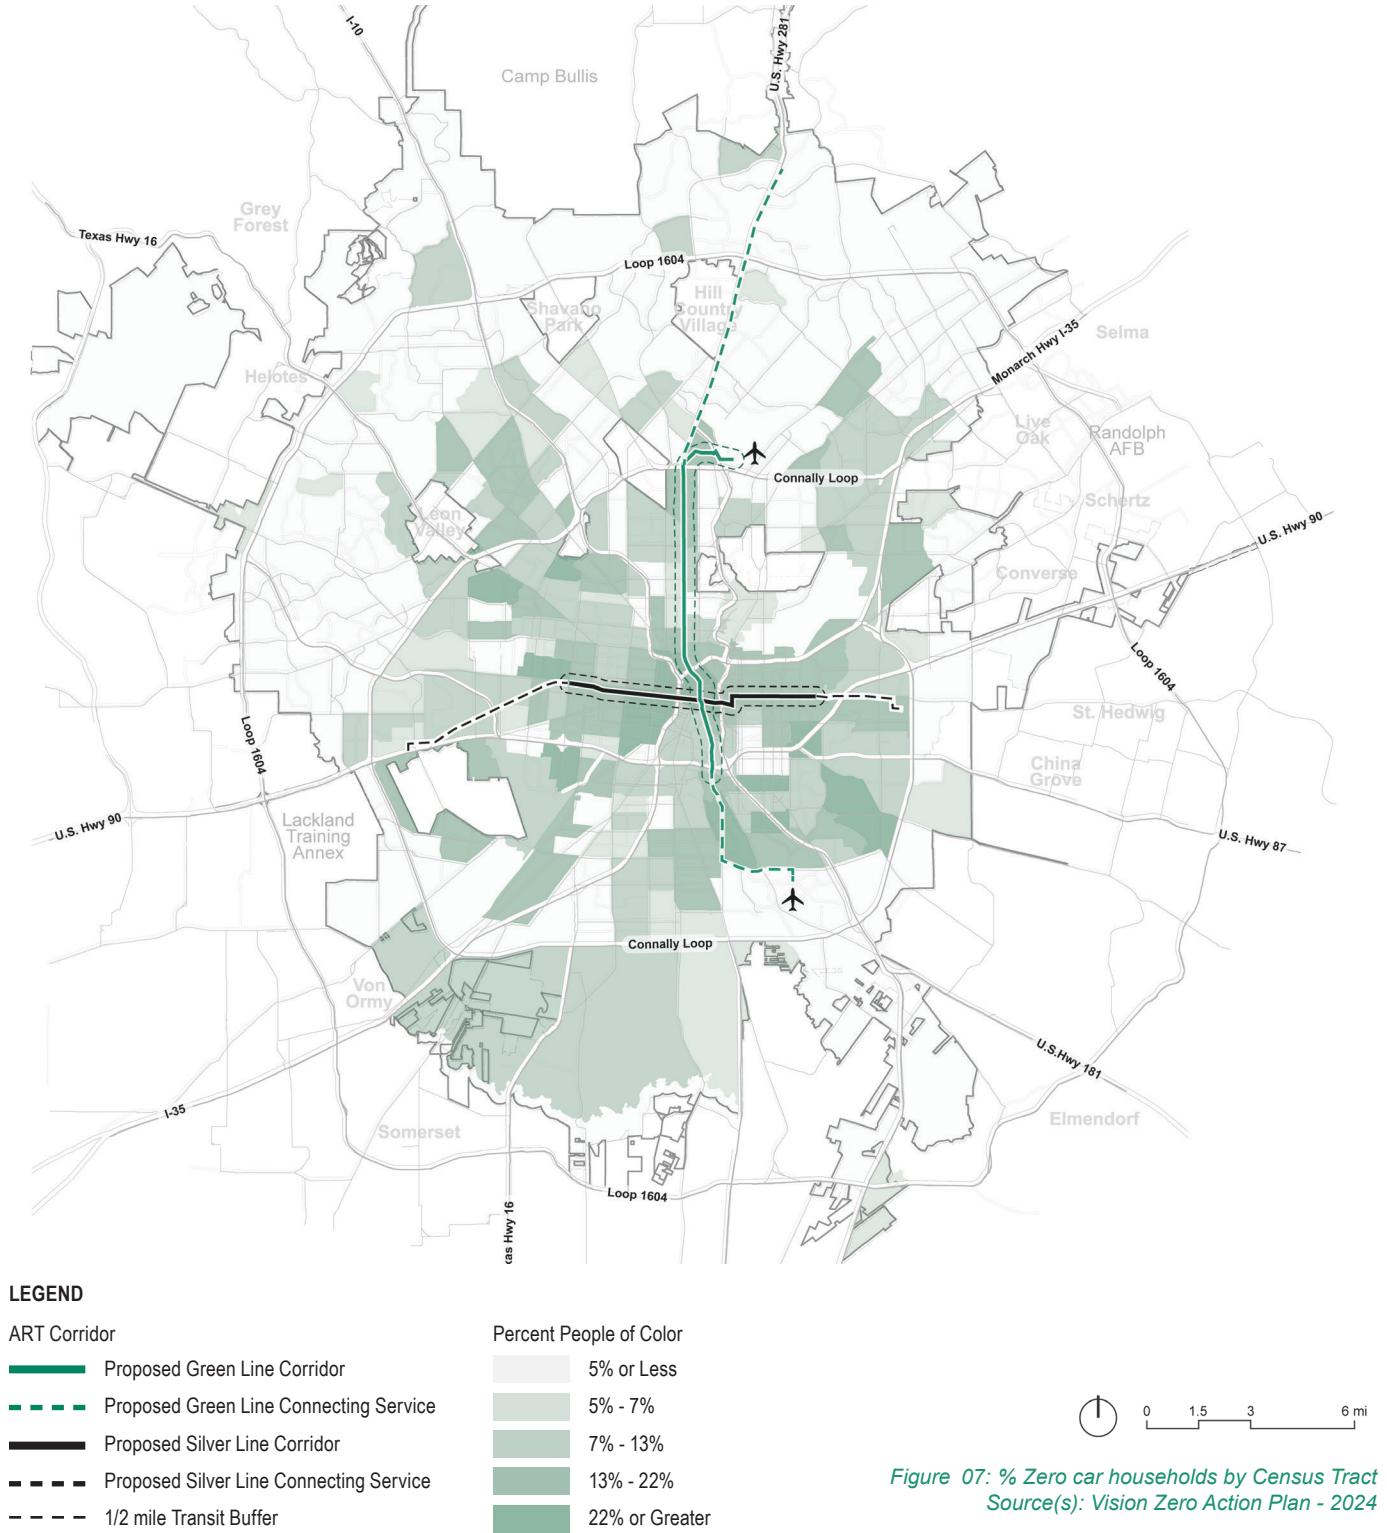 I-10
U.S. Hwy 281
Camp Bullis
Grey
Forest
Texas Hwy 16
Loop 1604
Hill
Country
Village
Shavano
Park
Selma
Monarch Hwy I-35
Helotes
Live
Oak
Randolph
AFB
Connally Loop
Schertz
Leon
Valley
U.S. Hwy 90
Converse
Loop 1604
St. Hedwig
Loop 1604
China
Grove
U.S. Hwy 90
Lackland
Training
Annex
U.S. Hwy 87
Connally Loop
Von
Ormy
U.S.Hwy 181
I-35
Somerset
Elmendorf
Loop 1604
xas Hwy 16
LEGEND
ART Corridor
Proposed Green Line Corridor
Proposed Green Line Connecting Service
Proposed Silver Line Corridor
Proposed Silver Line Connecting Service
1/2 mile Transit Buffer
Percent People of Color
5% or Less
5% - 7%
7% - 13%
13% - 22%
22% or Greater
0 1.5 3 6 mi
Figure 07: % Zero car households by Census Tract
Source(s): Vision Zero Action Plan - 2024